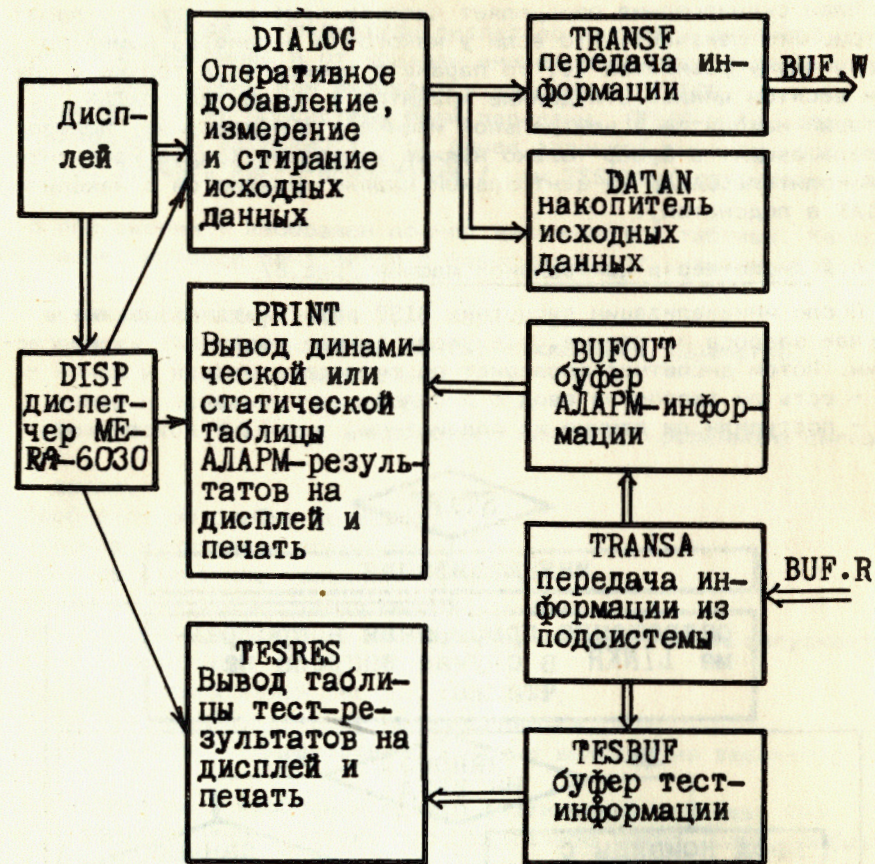 Дисп-
лей
DISP
диспет-
чер МЕ-
RA-6030
DIALOG
Оперативное
добавление,
измерение
и стирание
исходных
данных
PRINT
Вывод динами-
ческой или
статической
таблицы
АЛАРМ-резуль-
татов на
дисплей и
печать
TESRES
Вывод табли-
цы тест-ре-
зультатов на
дисплей и
печать
TRANSF
передача ин-
формации
BUF.W
DATAN
накопитель
исходных
данных
BUFOUT
буфер
АЛАРМ-инфор-
мации
TRANSA
передача ин-
формации из
подсистемы
BUF.R
TESBUF
буфер тест-
информации